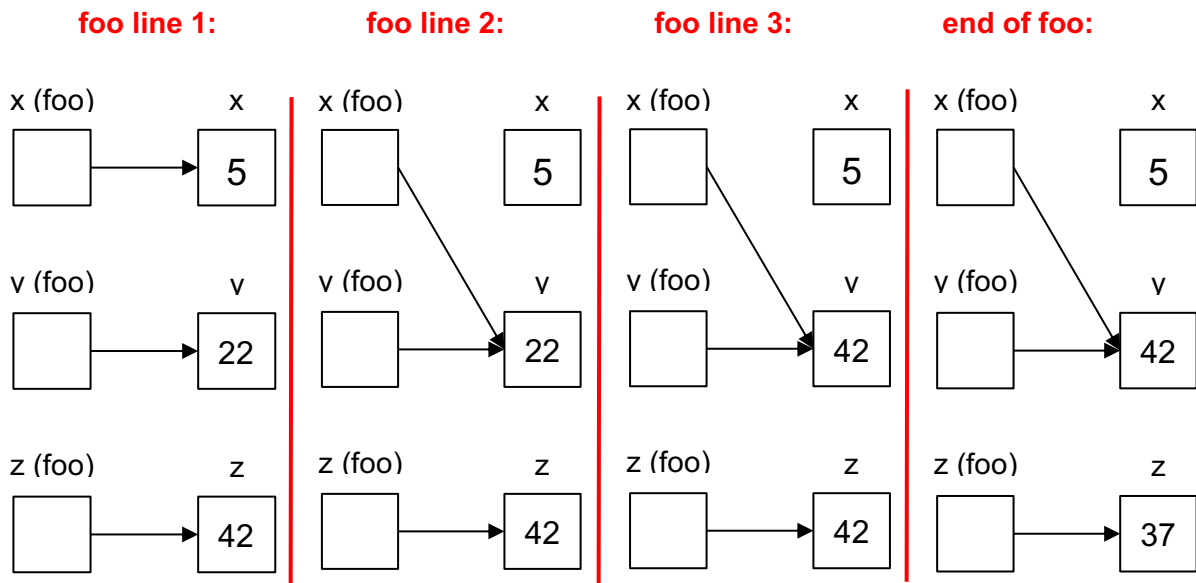 foo line 1: foo line 2: foo line 3: end of foo:
x (foo) x x (foo) x x (foo) x x (foo) x
5 5 5 5
y (foo) y y (foo) y y (foo) y y (foo) y
22 22 42 42
z (foo) z z (foo) z z (foo) z z (foo) z
42 42 42 37